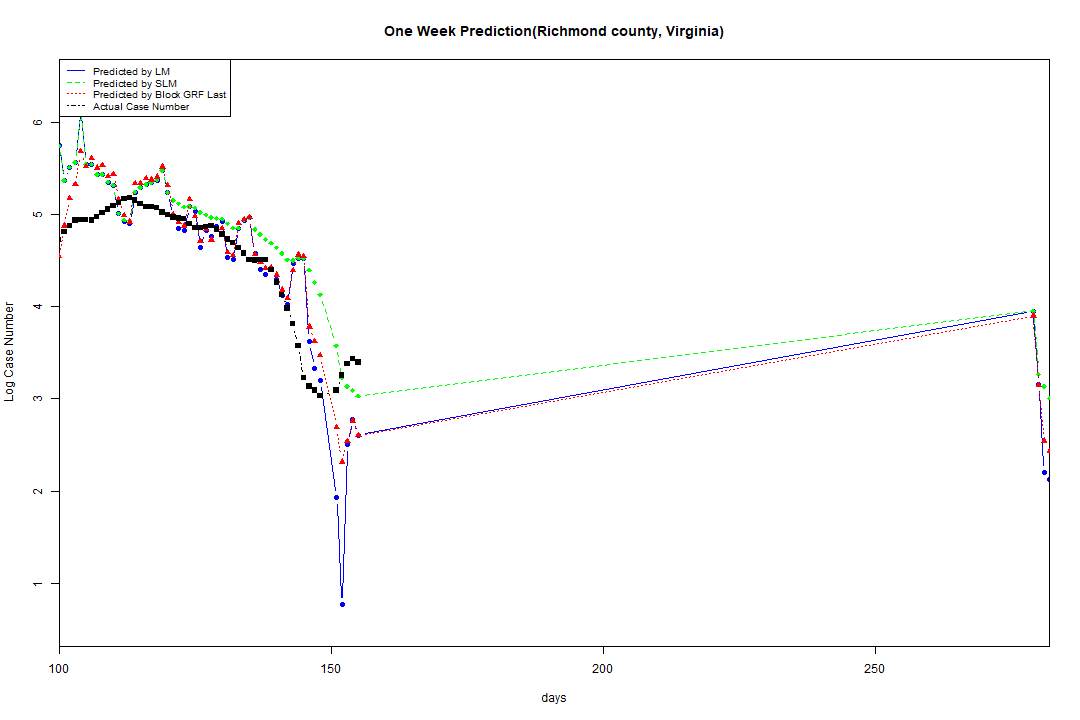 One Week Prediction(Richmond county, Virginia)
Predicted by LM
Predicted by SLM
Predicted by Block GRF Last
Actual Case Number
6
5
4
3
2
1
Log Case Number
100 150 200 250
days